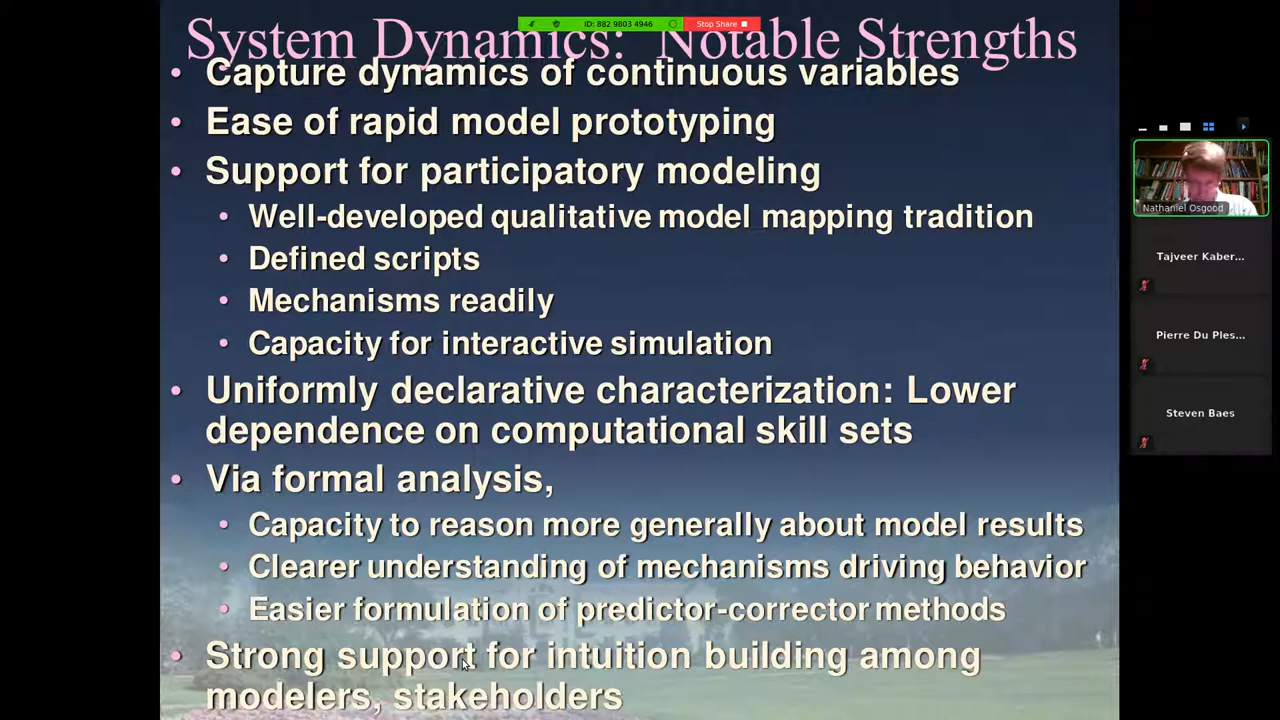 ID: 882 9803 4946
Stop Share
System Dynamics: Notable Strengths
• Capture dynamics of continuous variables
• Ease of rapid model prototyping
• Support for participatory modeling
• Well-developed qualitative model mapping tradition
• Defined scripts
• Mechanisms readily
• Capacity for interactive simulation
• Uniformly declarative characterization: Lower
dependence on computational skill sets
• Via formal analysis,
• Capacity to reason more generally about model results
• Clearer understanding of mechanisms driving behavior
• Easier formulation of predictor-corrector methods
• Strong support for intuition building among
modelers, stakeholders
Nathaniel Osgood
Tajveer Kaber...
Pierre Du Ples...
Steven Baes